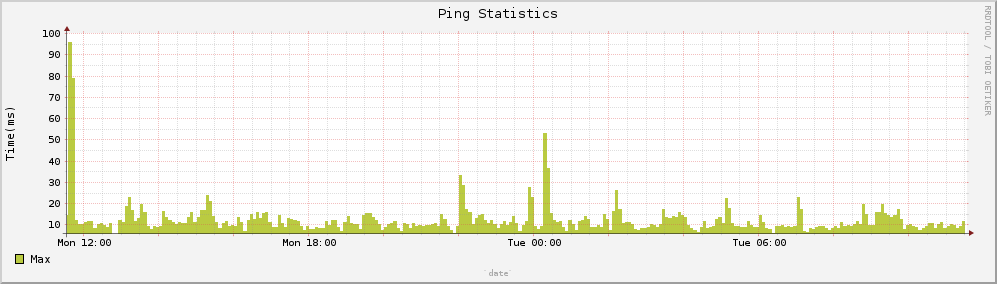 Ping Statistics
RRDTOOL / TOBI OETIKER
Time(ms)
100
90
80
70
60
50
40
30
20
10
Mon 12:00 Mon 18:00 Tue 00:00 Tue 06:00
Max
`date`